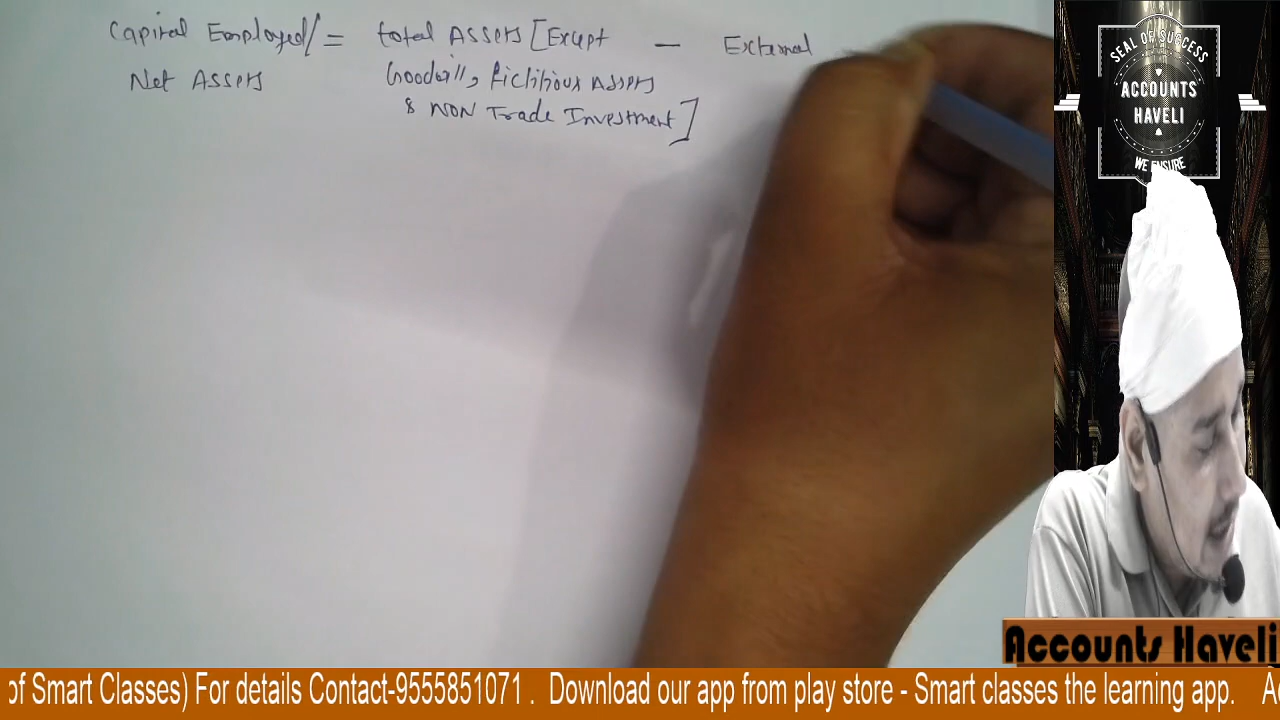 Capital Employed/ = total Assets [Except — External
Net Assets Goodwill, fictitious Assets
& NON Trade Investment]
SEAL OF SUCCESS
ACCOUNTS
HAVELI
WE ENSURE
Accounts Haveli
of Smart Classes) For details Contact-9555851071 . Download our app from play store - Smart classes the learning app. Ac